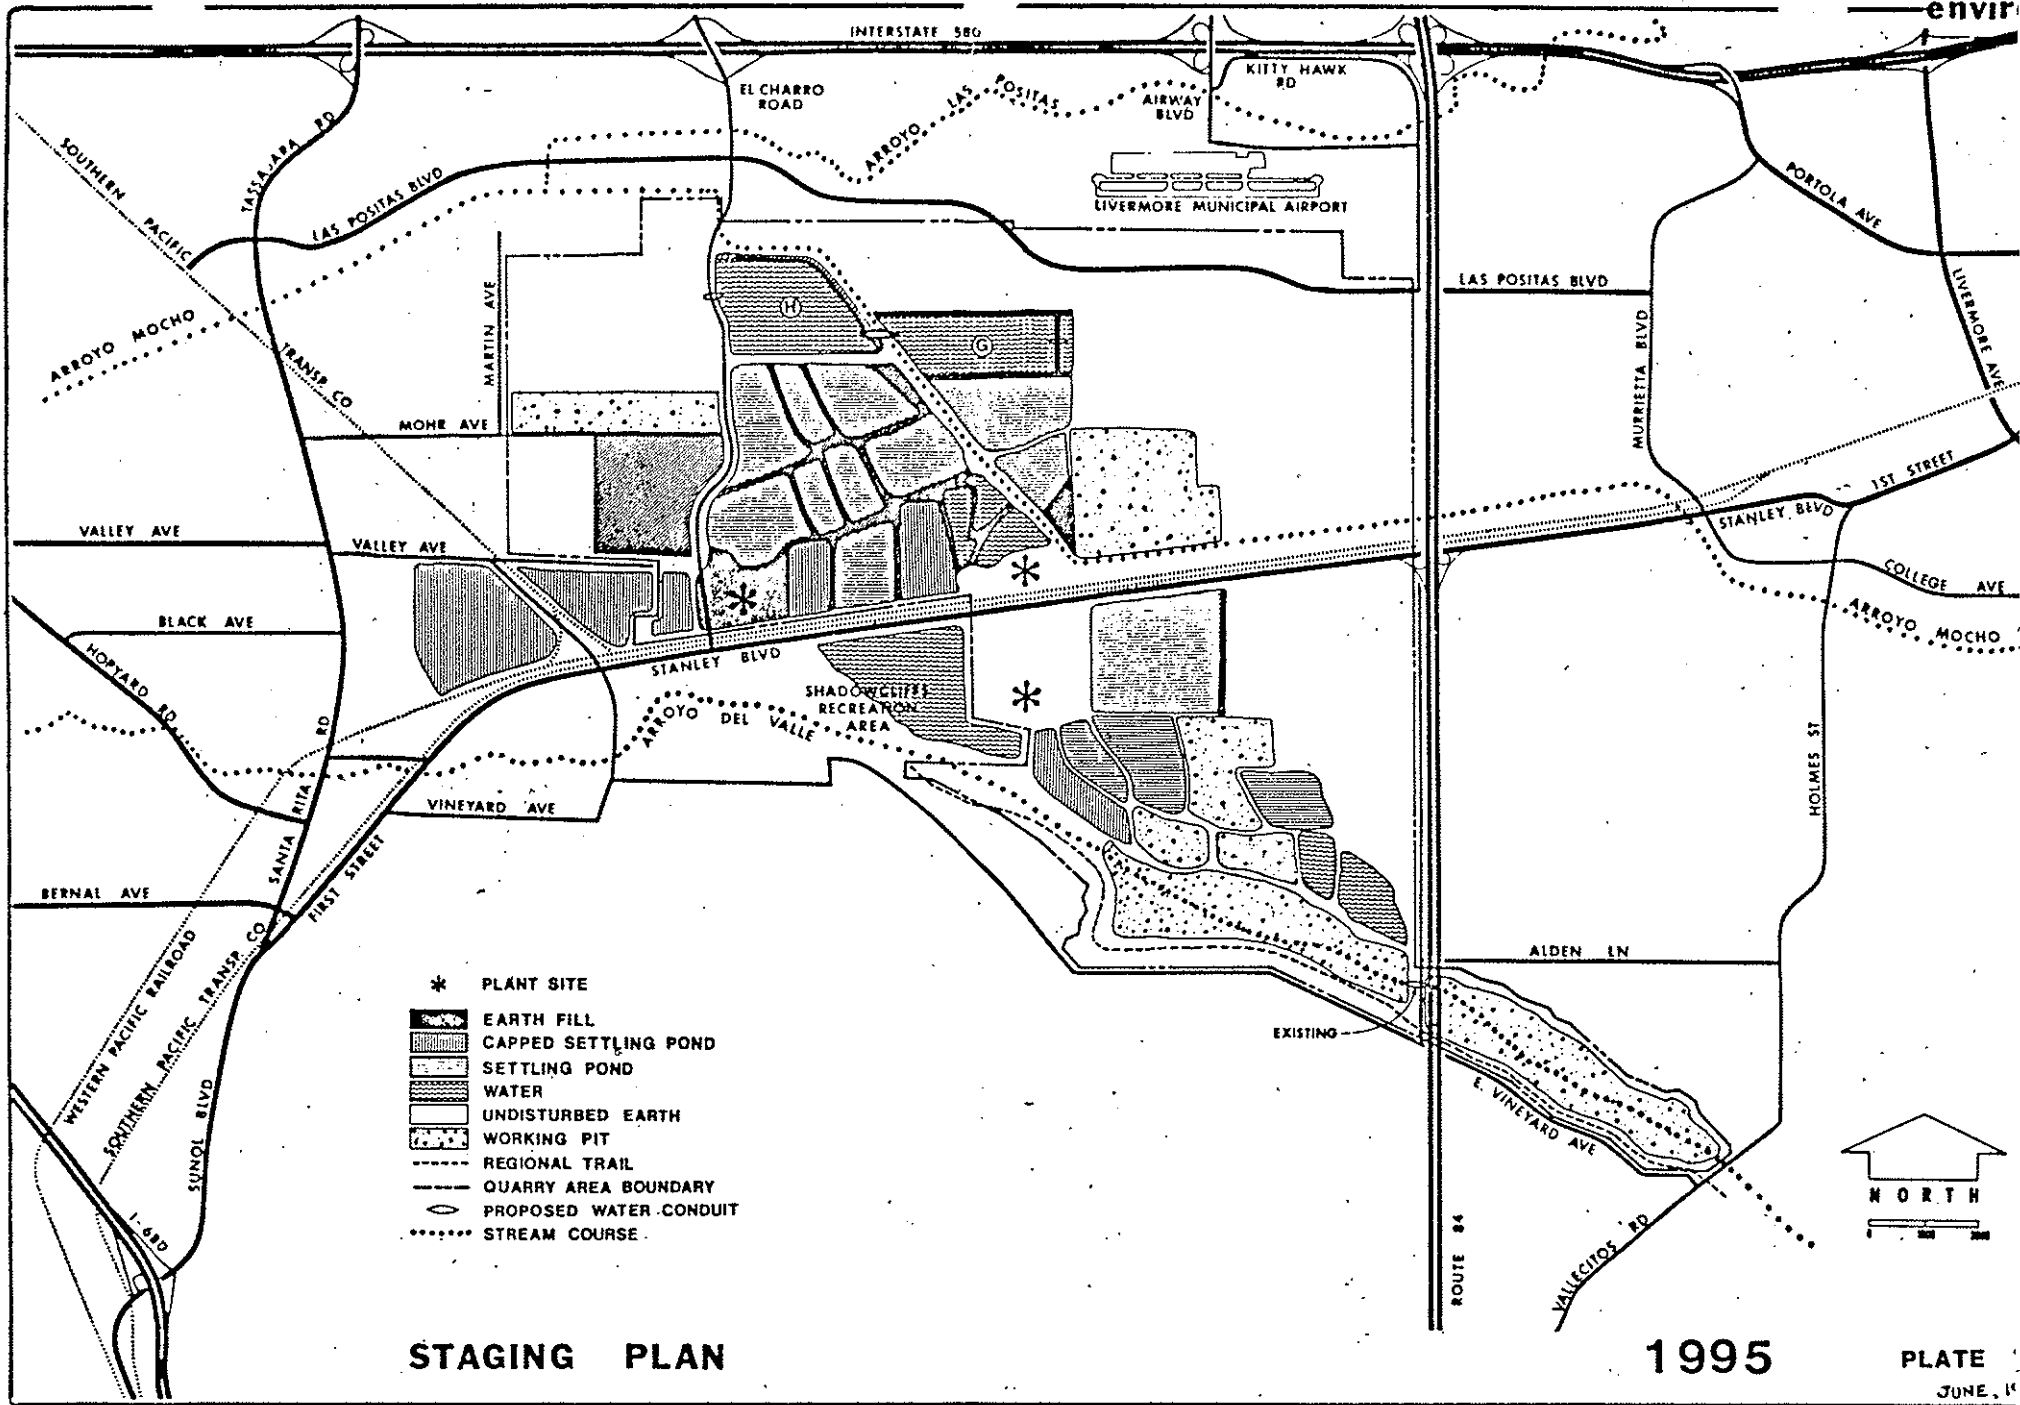 envir
INTERSTATE 580
KITTY HAWK
RD
EL CHARRO
ROAD
ARROYO LAS POSITAS
AIRWAY
BLVD
SOUTHERN PACIFIC TRANSP. CO
TASSAJARA RD
LAS POSITAS BLVD
LIVERMORE MUNICIPAL AIRPORT
PORTOLA AVE
LAS POSITAS BLVD
LIVERMORE AVE
ARROYO MOCHO
MARTIN AVE
H
G
MURRIETTA BLVD
MOHR AVE
1ST STREET
STANLEY BLVD
VALLEY AVE
VALLEY AVE
COLLEGE AVE
ARROYO MOCHO
BLACK AVE
HOPYARD RD
STANLEY BLVD
SHADOWCLIFFS
RECREATION
AREA
ARROYO DEL VALLE
SANTA RITA RD
VINEYARD AVE
HOLMES ST
FIRST STREET
BERNAL AVE
WESTERN PACIFIC RAILROAD
SOUTHERN PACIFIC TRANSP. CO
SUNOL BLVD
I-680
ALDEN LN
EXISTING
E. VINEYARD AVE
VALLECITOS RD
ROUTE 84
PLANT SITE
EARTH FILL
CAPPED SETTLING POND
SETTLING POND
WATER
UNDISTURBED EARTH
WORKING PIT
REGIONAL TRAIL
QUARRY AREA BOUNDARY
PROPOSED WATER CONDUIT
STREAM COURSE
NORTH
STAGING PLAN
1995
PLATE
JUNE, 19